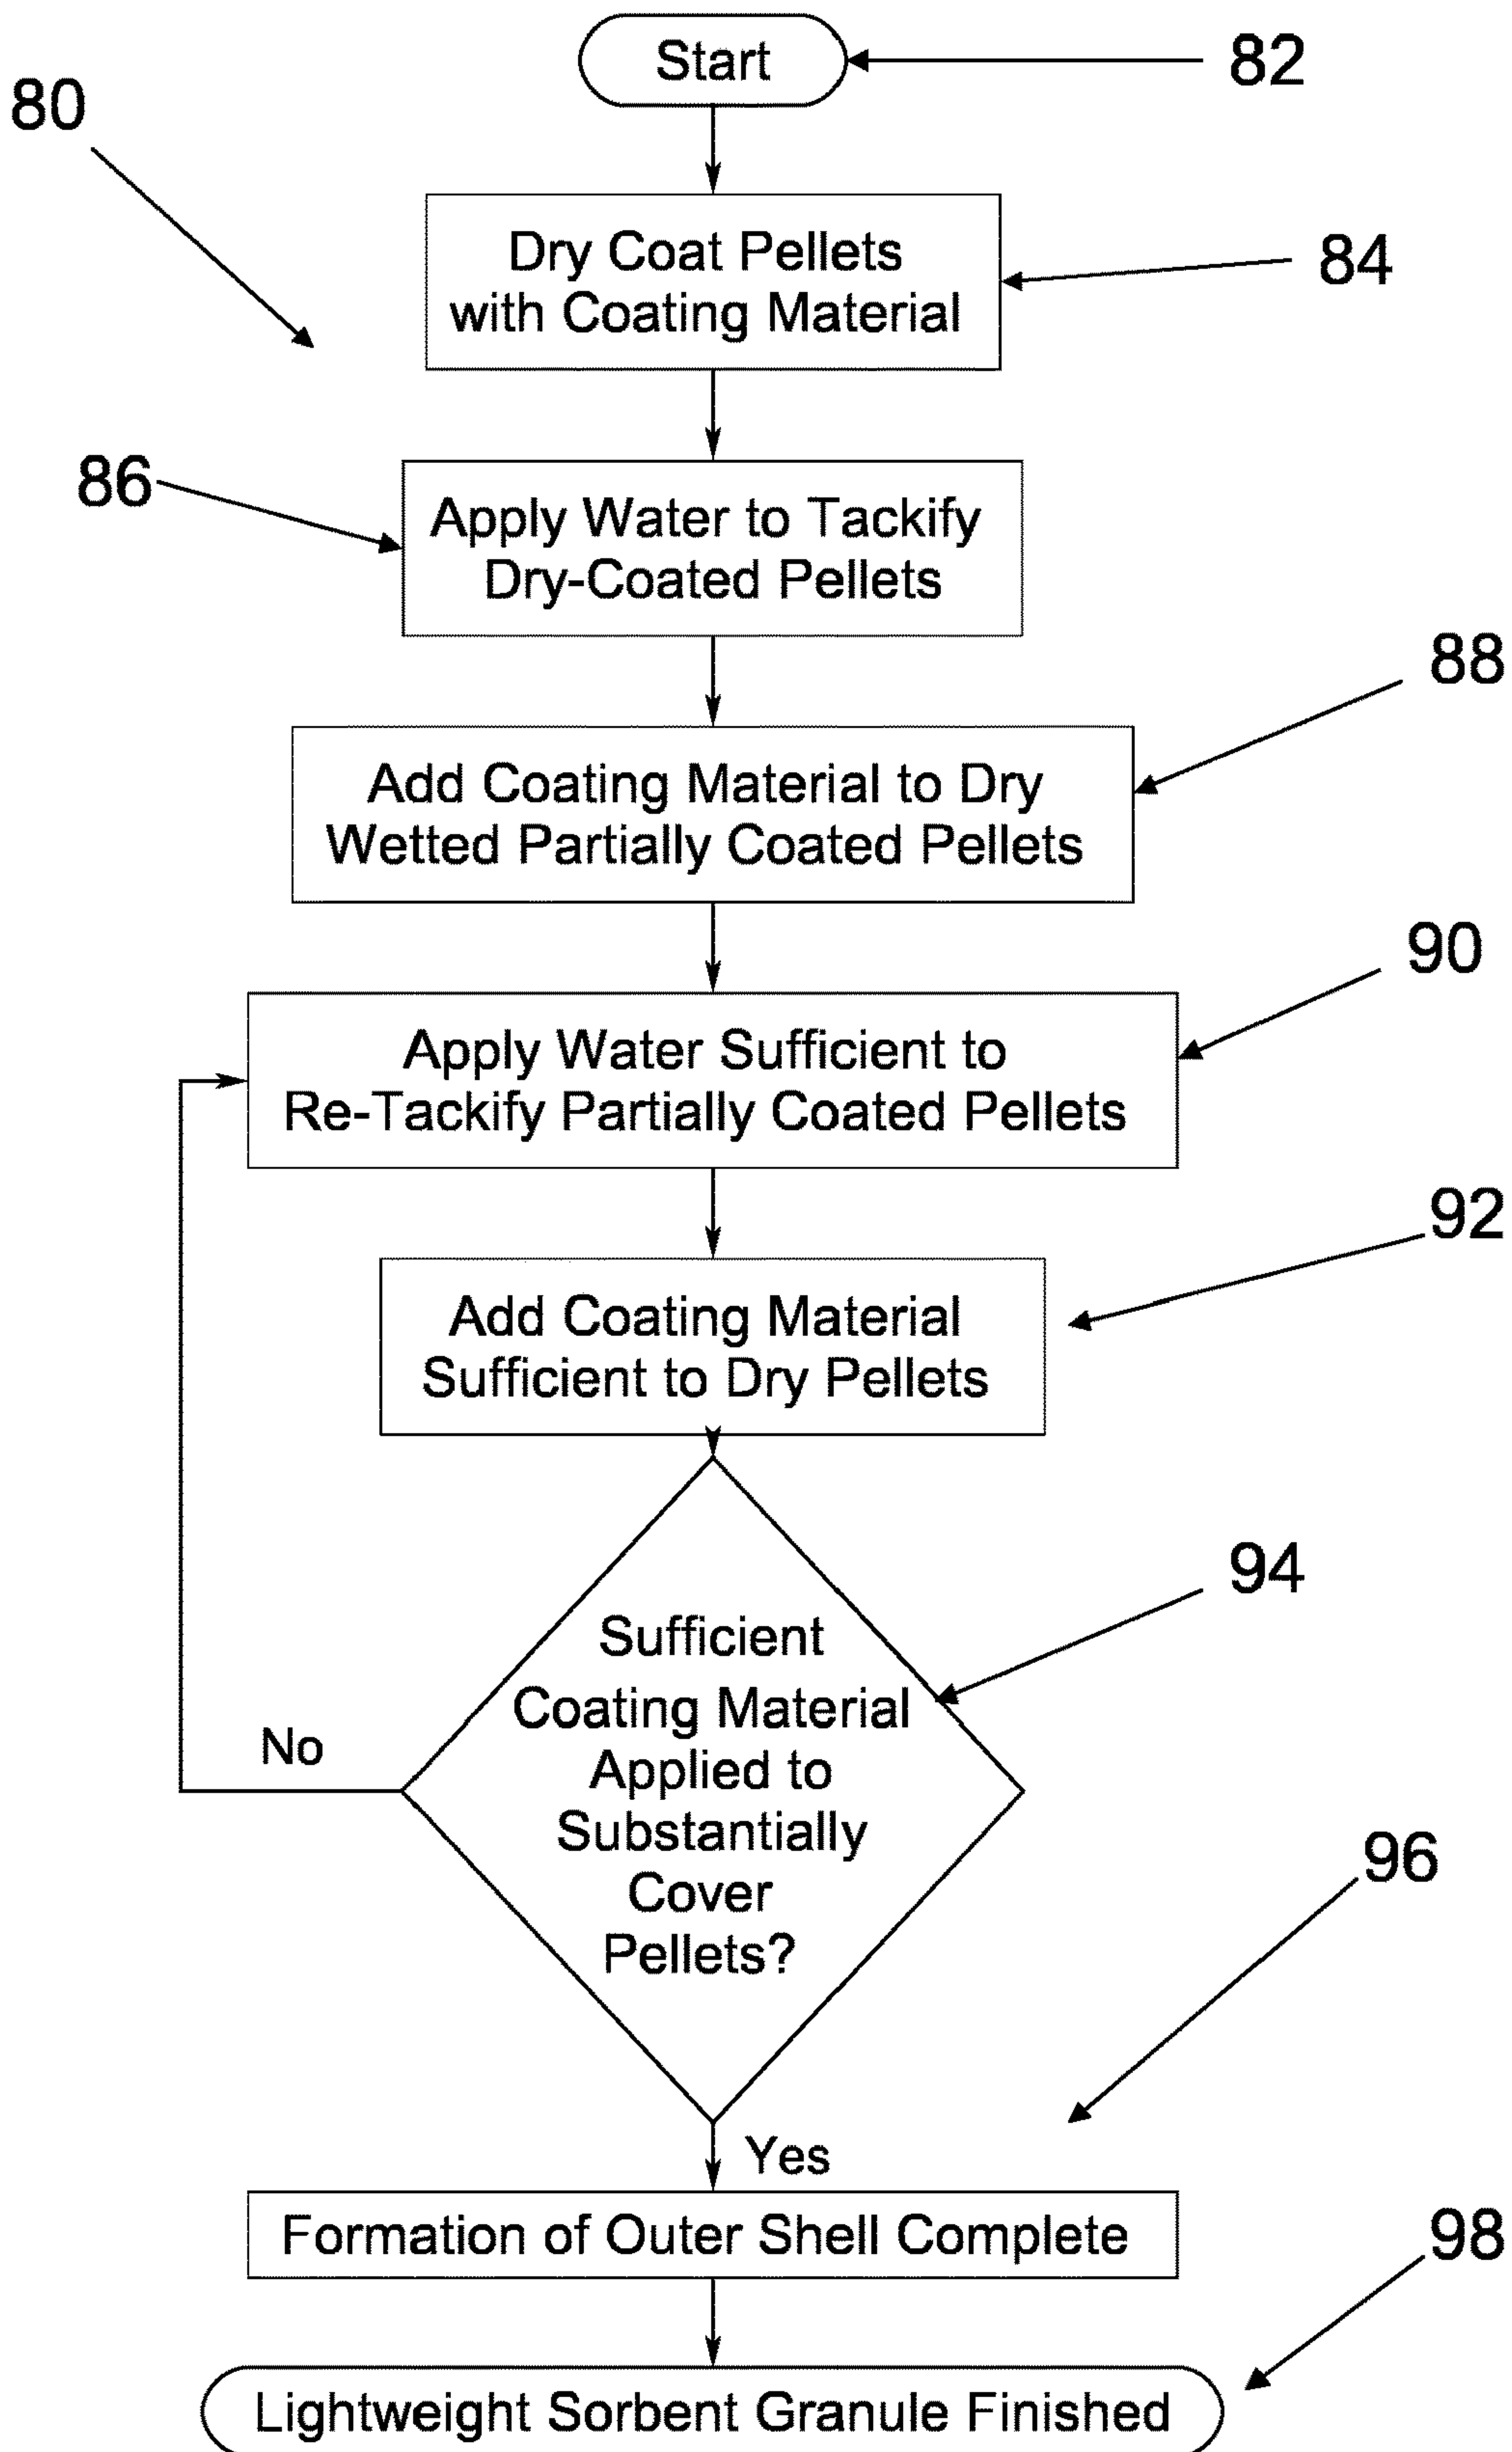 Start
82
80
Dry Coat Pellets
with Coating Material
84
86
Apply Water to Tackify
Dry-Coated Pellets
88
Add Coating Material to Dry
Wetted Partially Coated Pellets
90
Apply Water Sufficient to
Re-Tackify Partially Coated Pellets
92
Add Coating Material
Sufficient to Dry Pellets
94
Sufficient
Coating Material
Applied to
Substantially
Cover
Pellets?
No
96
Yes
Formation of Outer Shell Complete
98
Lightweight Sorbent Granule Finished